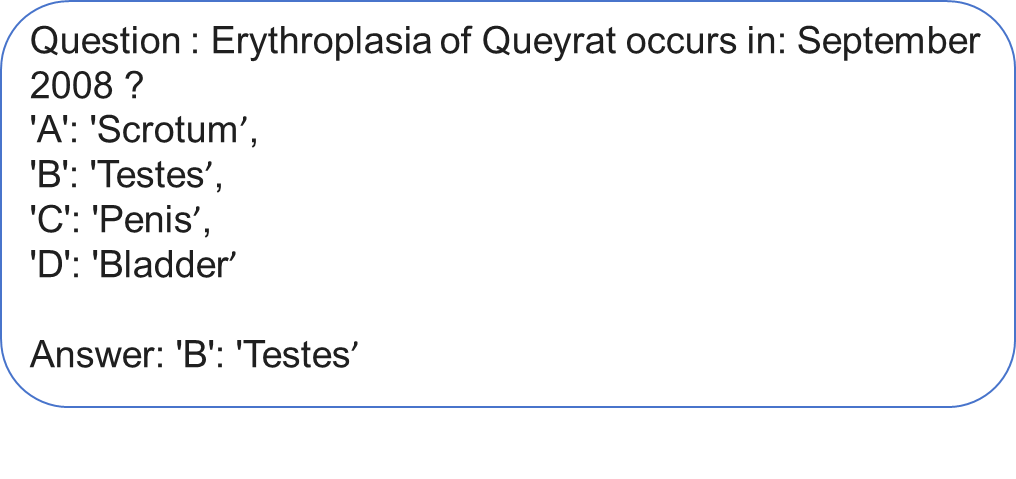 Question : Erythroplasia of Queyrat occurs in: September
2008 ?
'A': 'Scrotum’,
'B': 'Testes’,
'C': 'Penis’,
'D': 'Bladder’
Answer: 'B': 'Testes’